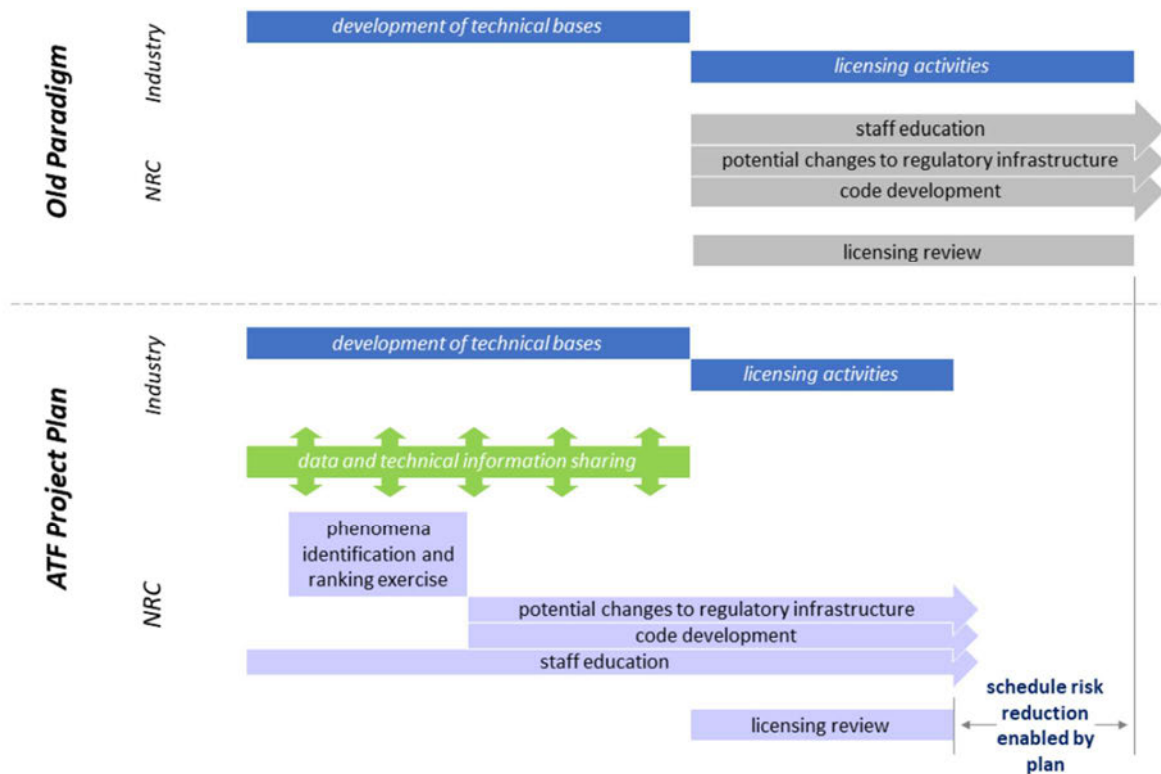 Old Paradigm
Industry
development of technical bases
licensing activities
NRC
staff education
potential changes to regulatory infrastructure
code development
licensing review
ATF Project Plan
Industry
development of technical bases
licensing activities
data and technical information sharing
NRC
phenomena
identification and
ranking exercise
potential changes to regulatory infrastructure
code development
staff education
licensing review
schedule risk
reduction
enabled by
plan